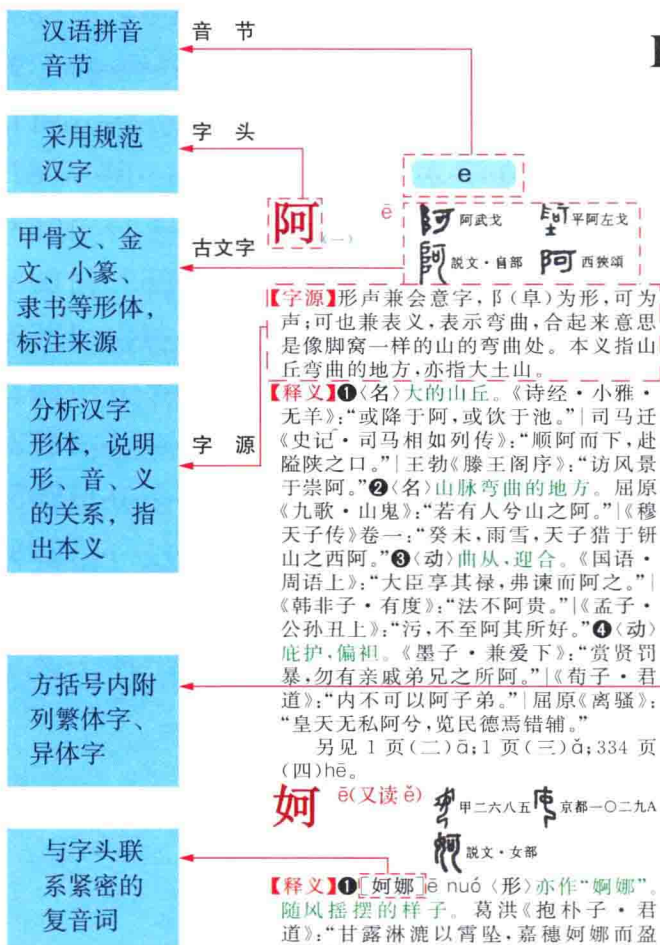 汉语拼音
音节
音 节
采用规范
汉字
字 头
甲骨文、金
文、小篆、
隶书等形体，
标注来源
古文字
分析汉字
形体，说明
形、音、义
的关系，指
出本义
字 源
方括号内附
列繁体字、
异体字
与字头联
系紧密的
复音词
e
阿(一) ē 阿武戈 平阿左戈
説文·𨸏部 西狹頌
【字源】形声兼会意字，阝(阜)为形，可为
声；可也兼表义，表示弯曲，合起来意思
是像脚窝一样的山的弯曲处。本义指山
丘弯曲的地方，亦指大土山。
【释义】❶〈名〉大的山丘。《诗经·小雅·
无羊》：“或降于阿，或饮于池。”|司马迁
《史记·司马相如列传》：“顺阿而下，赴
隘陕之口。”|王勃《滕王阁序》：“访风景
于崇阿。”❷〈名〉山脉弯曲的地方。屈原
《九歌·山鬼》：“若有人兮山之阿。”|《穆
天子传》卷一：“癸未，雨雪，天子猎于钘
山之西阿。”❸〈动〉曲从，迎合。《国语·
周语上》：“大臣享其禄，弗谏而阿之。”|
《韩非子·有度》：“法不阿贵。”|《孟子·
公孙丑上》：“污，不至阿其所好。”❹〈动〉
庇护，偏袒。《墨子·兼爱下》：“赏贤罚
暴，勿有亲戚弟兄之所阿。”|《荀子·君
道》：“内不可以阿子弟。”|屈原《离骚》：
“皇天无私阿兮，览民德焉错辅。”
另见 1 页(二)ā；1 页(三)ǎ；334 页
(四)hē。
妸 ē(又读 ě) 甲二六八五 京都一〇二九A
説文·女部
【释义】❶[妸娜]ē nuó〈形〉亦作“婀娜”。
随风摇摆的样子。葛洪《抱朴子·君
道》：“甘露淋漉以霄坠，嘉穗妸娜而盈